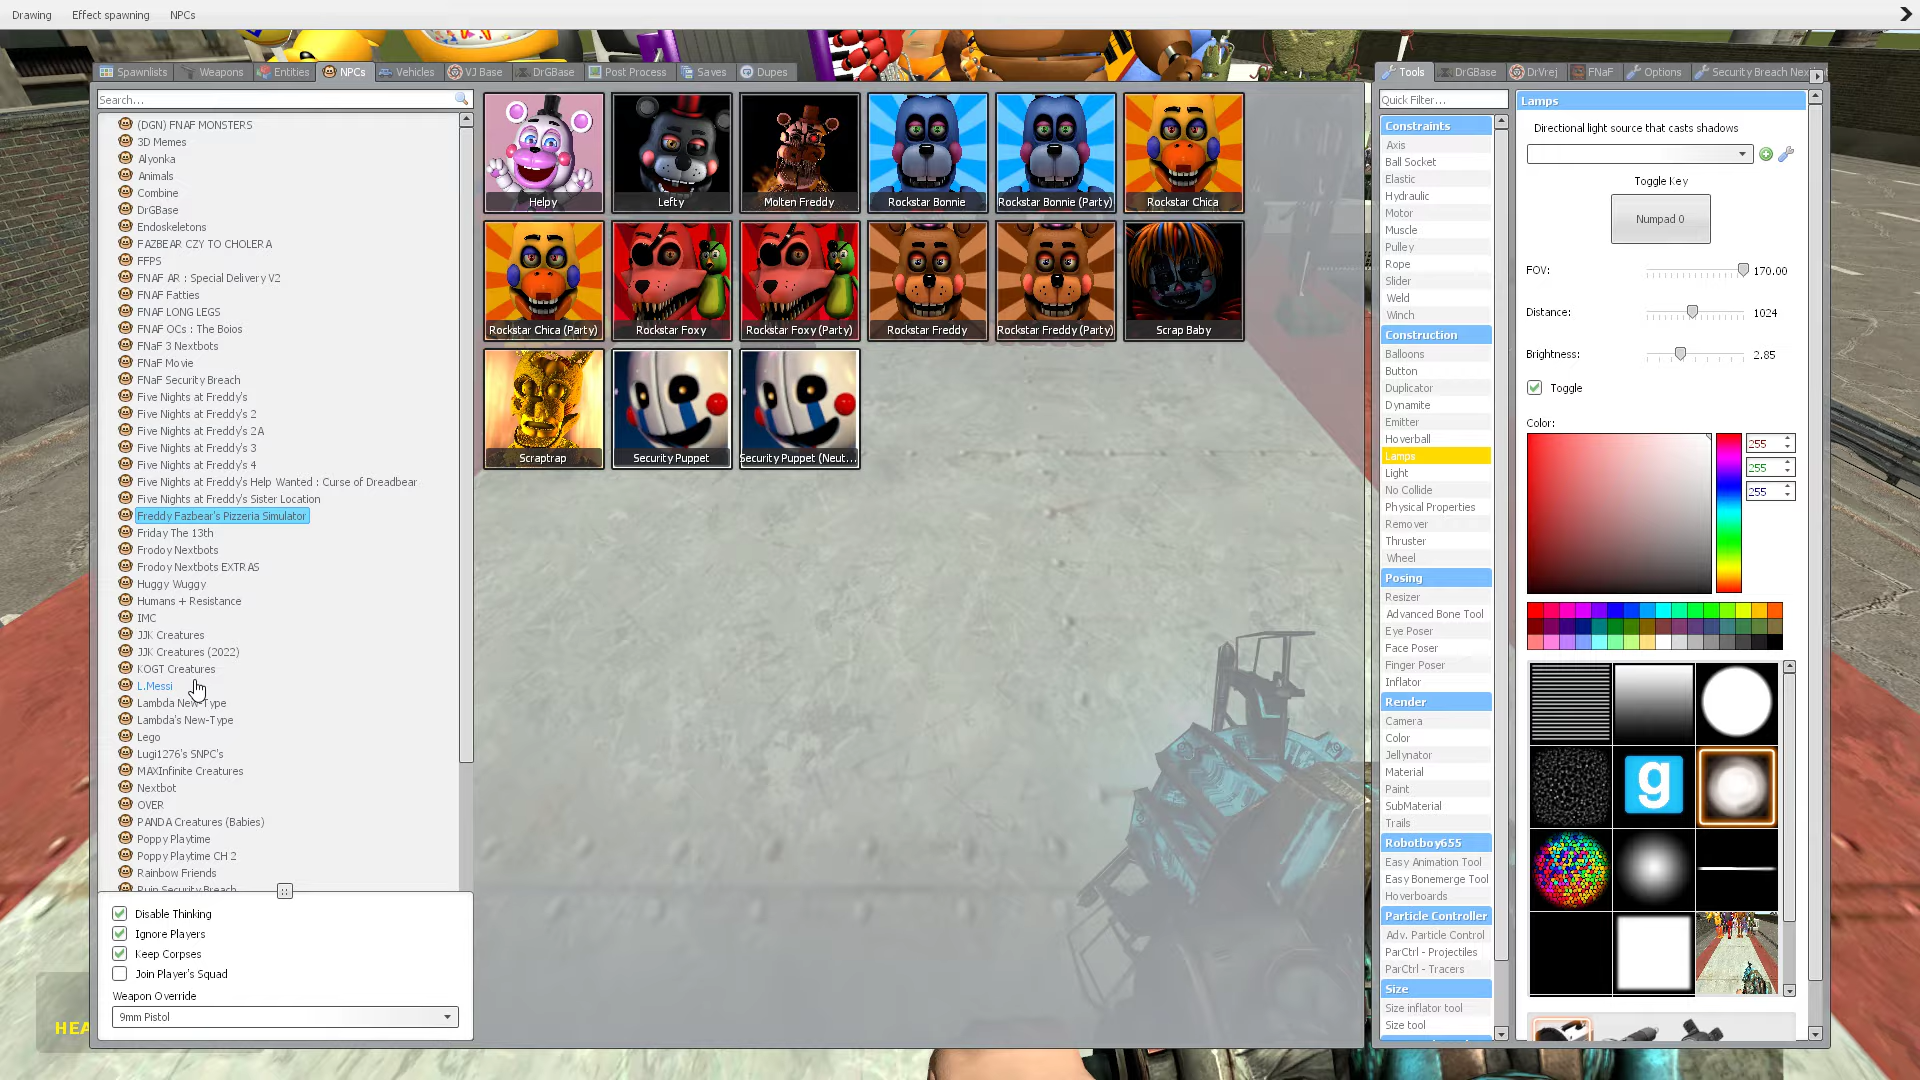 Drawing
Effect spawning
NPCs
Spawnlists
Weapons
Entities
NPCs
Vehicles
VJ Base
DrGBase
Post Process
Saves
Dupes
Search...
(DGN) FNAF MONSTERS
3D Memes
Alyonka
Animals
Combine
DrGBase
Endoskeletons
FAZBEAR CZY TO CHOLERA
FFPS
FNAF AR : Special Delivery V2
FNAF Fatties
FNAF LONG LEGS
FNAF OCs : The Boios
FNAF 3 Nextbots
FNaF Movie
FNaF Security Breach
Five Nights at Freddy's
Five Nights at Freddy's 2
Five Nights at Freddy's 2A
Five Nights at Freddy's 3
Five Nights at Freddy's 4
Five Nights at Freddy's Help Wanted : Curse of Dreadbear
Five Nights at Freddy's Sister Location
Freddy Fazbear's Pizzeria Simulator
Friday The 13th
Frodoy Nextbots
Frodoy Nextbots EXTRAS
Huggy Wuggy
Humans + Resistance
IMC
JJK Creatures
JJK Creatures (2022)
KOGT Creatures
L.Messi
Lambda New-Type
Lambda's New-Type
Lego
Lugi1276's SNPC's
MAXInfinite Creatures
Nextbot
OVER
PANDA Creatures (Babies)
Poppy Playtime
Poppy Playtime CH 2
Rainbow Friends
Ruin Security Breach
Disable Thinking
Ignore Players
Keep Corpses
Join Player's Squad
Weapon Override
9mm Pistol
HEA
Helpy
Lefty
Molten Freddy
Rockstar Bonnie
Rockstar Bonnie (Party)
Rockstar Chica
Rockstar Chica (Party)
Rockstar Foxy
Rockstar Foxy (Party)
Rockstar Freddy
Rockstar Freddy (Party)
Scrap Baby
Scraptrap
Security Puppet
Security Puppet (Neut...
Tools
DrGBase
DrVrej
FNaF
Options
Security Breach Next
Quick Filter...
Constraints
Axis
Ball Socket
Elastic
Hydraulic
Motor
Muscle
Pulley
Rope
Slider
Weld
Winch
Construction
Balloons
Button
Duplicator
Dynamite
Emitter
Hoverball
Lamps
Light
No Collide
Physical Properties
Remover
Thruster
Wheel
Posing
Resizer
Advanced Bone Tool
Eye Poser
Face Poser
Finger Poser
Inflator
Render
Camera
Color
Jellynator
Material
Paint
SubMaterial
Trails
Robotboy655
Easy Animation Tool
Easy Bonemerge Tool
Hoverboards
Particle Controller
Adv. Particle Control
ParCtrl - Projectiles
ParCtrl - Tracers
Size
Size inflator tool
Size tool
Lamps
Directional light source that casts shadows
Toggle Key
Numpad 0
FOV:
170.00
Distance:
1024
Brightness:
2.85
Toggle
Color:
255
255
255
g